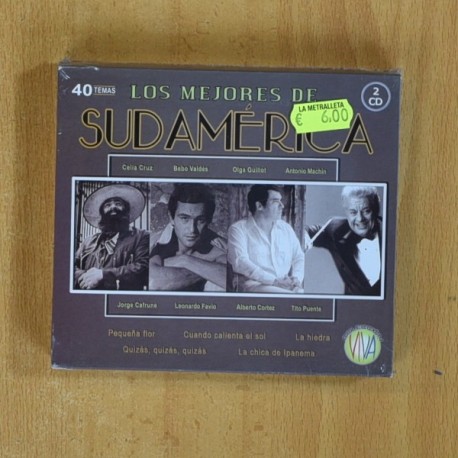 40 TEMAS
LOS MEJORES DE
2 CD
LA METRALLETA
€ 6.00
SUDAMÉRICA
Celia Cruz Bebo Valdes Olga Guillot Antonio Machin
Jorge Cafrune Leonardo Favio Alberto Cortez Tito Puente
Pequeña flor Cuando calienta el sol La hiedra
Quizás, quizás, quizás La chica de Ipanema
VIVA